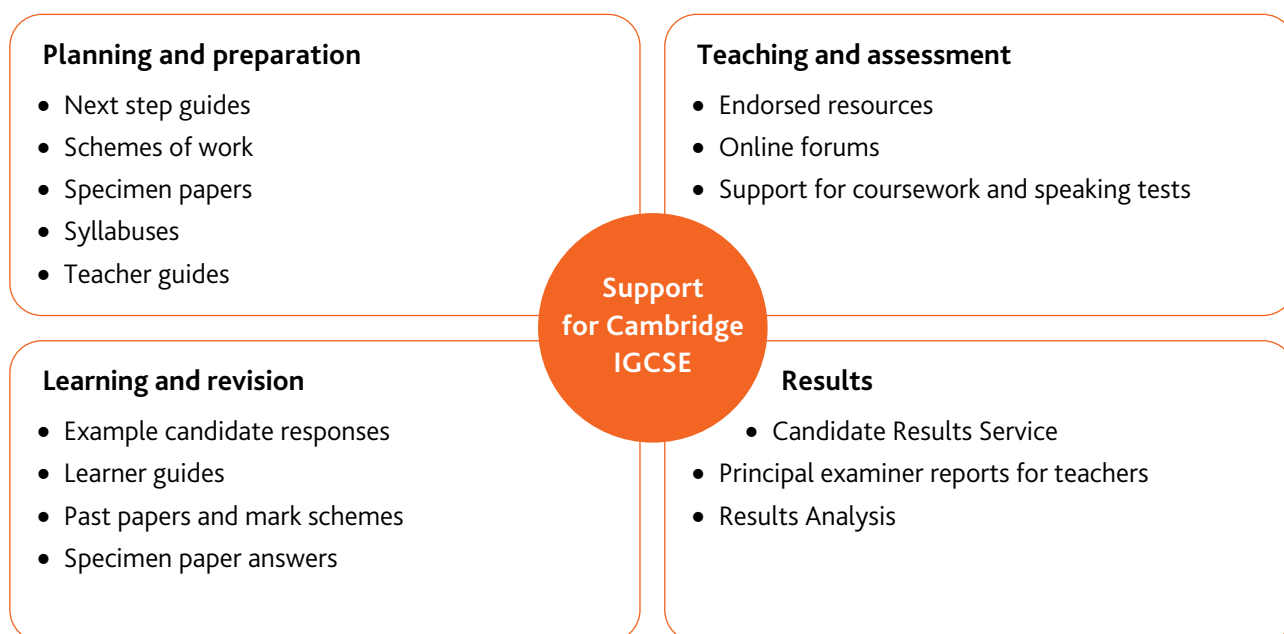 Planning and preparation
• Next step guides
• Schemes of work
• Specimen papers
• Syllabuses
• Teacher guides
Teaching and assessment
• Endorsed resources
• Online forums
• Support for coursework and speaking tests
Support
for Cambridge
IGCSE
Learning and revision
• Example candidate responses
• Learner guides
• Past papers and mark schemes
• Specimen paper answers
Results
• Candidate Results Service
• Principal examiner reports for teachers
• Results Analysis